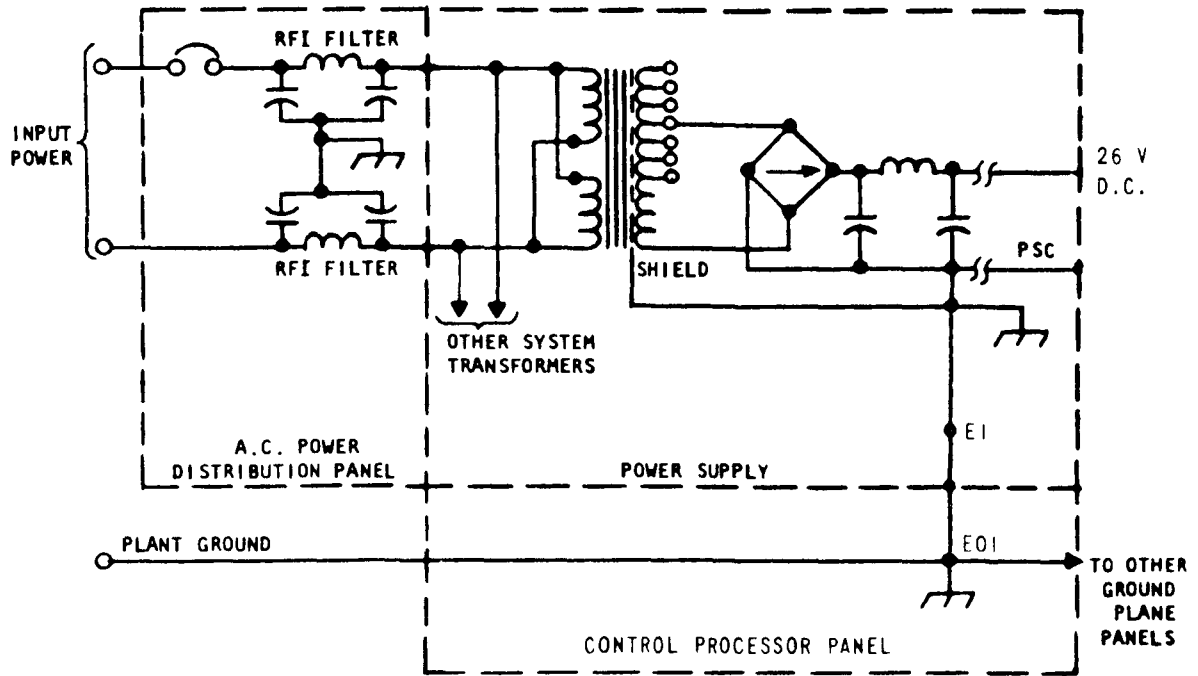 RFI FILTER
INPUT
POWER
RFI FILTER
26 V
D.C.
PSC
SHIELD
OTHER SYSTEM
TRANSFORMERS
E1
A.C. POWER
DISTRIBUTION PANEL
POWER SUPPLY
PLANT GROUND
E01
TO OTHER
GROUND
PLANE
PANELS
CONTROL PROCESSOR PANEL